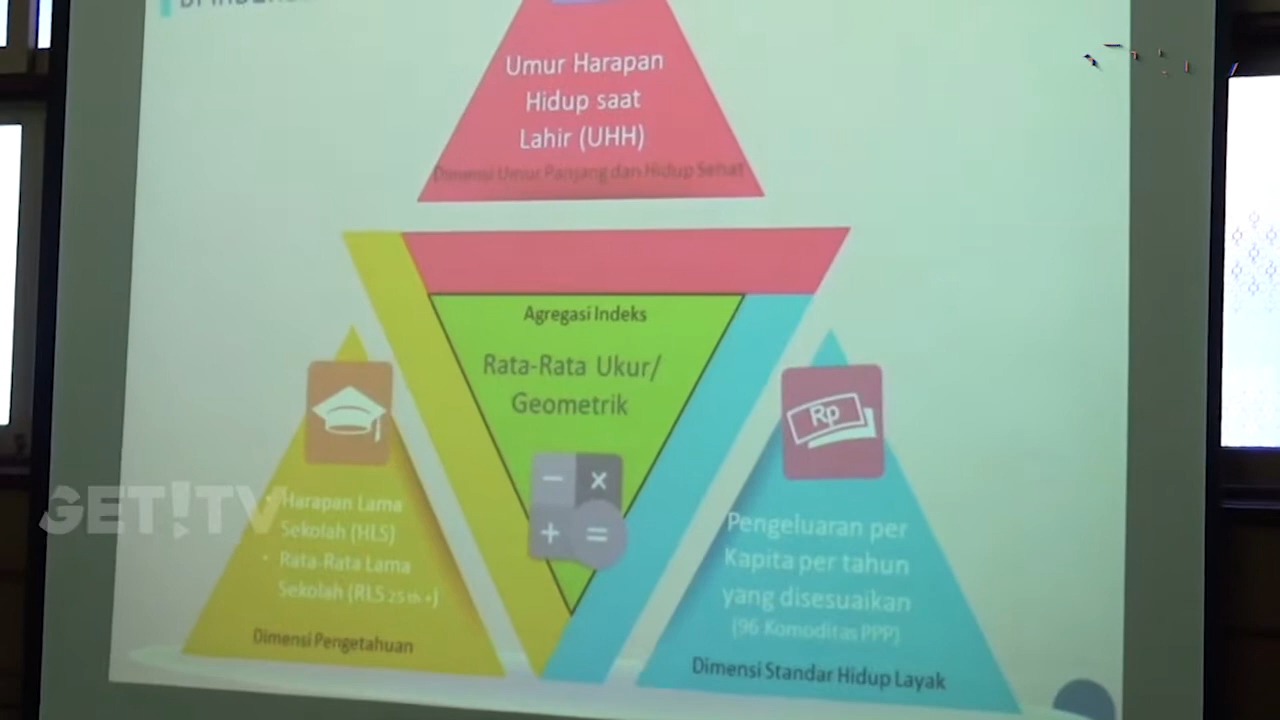 Umur Harapan
Hidup saat
Lahir (UHH)
Dimensi Umur Panjang dan Hidup Sehat
Agregasi Indeks
Rata-Rata Ukur/
Geometrik
Rp
GET!TV
• Harapan Lama
Sekolah (HLS)
• Rata-Rata Lama
Sekolah (RLS 25 th +)
Dimensi Pengetahuan
− ×
+ =
Pengeluaran per
Kapita per tahun
yang disesuaikan
(96 Komoditas PPP)
Dimensi Standar Hidup Layak